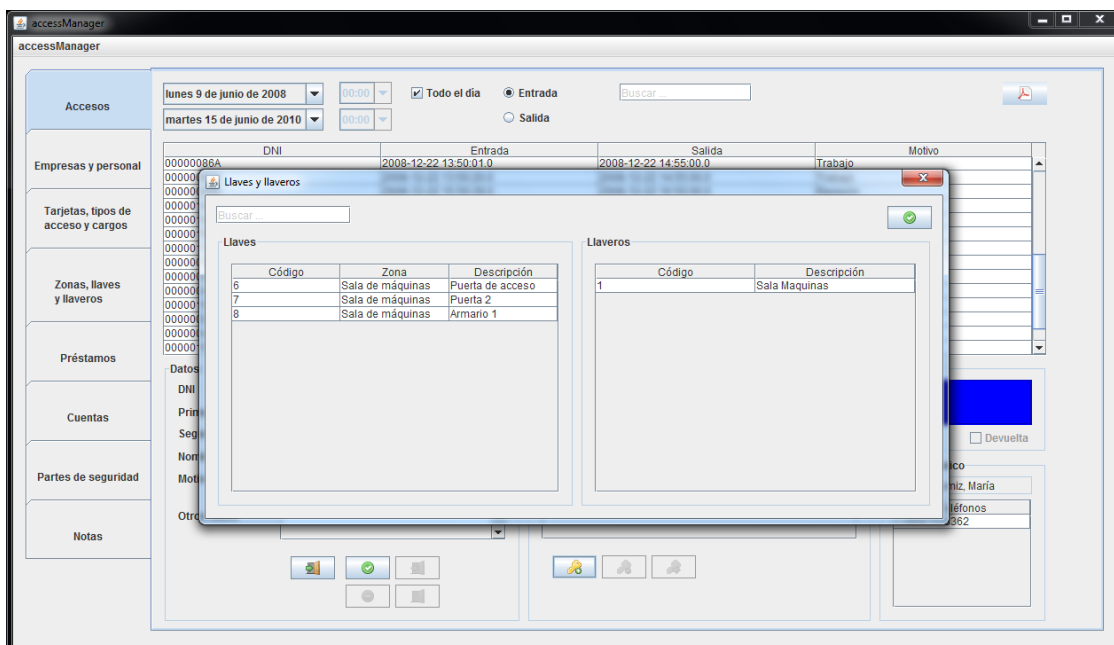 accessManager
accessManager
Accesos
Empresas y personal
Tarjetas, tipos de
acceso y cargos
Zonas, llaves
y llaveros
Préstamos
Cuentas
Partes de seguridad
Notas
lunes 9 de junio de 2008 00:00 Todo el día Entrada Buscar...
martes 15 de junio de 2010 00:00 Salida
DNI Entrada Salida Motivo
00000086A 2008-12-22 13:50:01.0 2008-12-22 14:55:00.0 Trabajo
Llaves y llaveros
Buscar...
Llaves
Código Zona Descripción
6 Sala de máquinas Puerta de acceso
7 Sala de máquinas Puerta 2
8 Sala de máquinas Armario 1
Llaveros
Código Descripción
1 Sala Maquinas
Datos
DNI
Devuelta
María
362